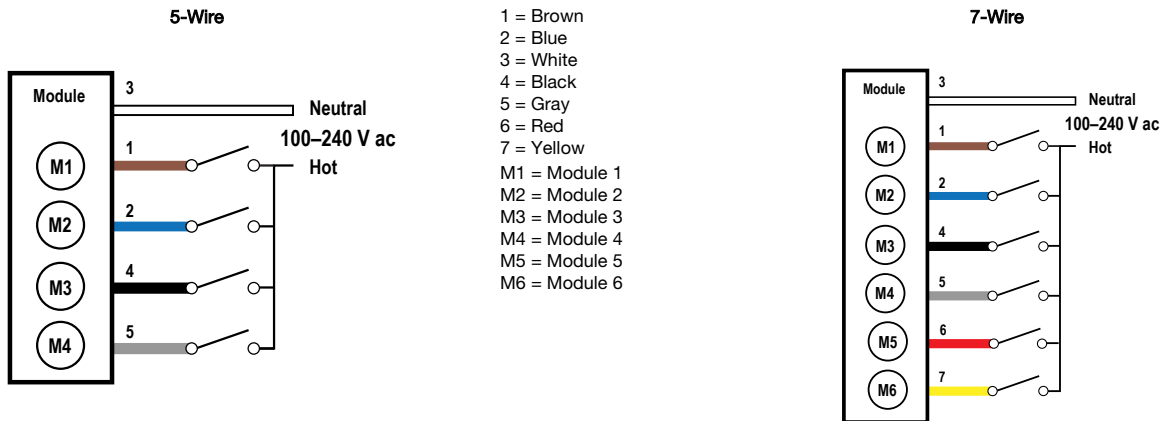 5-Wire
Module
3
Neutral
100–240 V ac
Hot
M1
1
M2
2
M3
4
M4
5
1 = Brown
2 = Blue
3 = White
4 = Black
5 = Gray
6 = Red
7 = Yellow
M1 = Module 1
M2 = Module 2
M3 = Module 3
M4 = Module 4
M5 = Module 5
M6 = Module 6
7-Wire
Module
3
Neutral
100–240 V ac
Hot
M1
1
M2
2
M3
4
M4
5
M5
6
M6
7